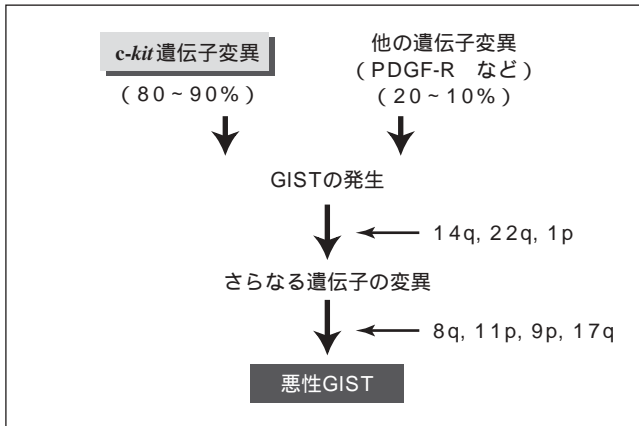 c-kit遺伝子変異
(80~90%)
他の遺伝子変異
(PDGF-R など)
(20~10%)
GISTの発生
14q, 22q, 1p
さらなる遺伝子の変異
8q, 11p, 9p, 17q
悪性GIST